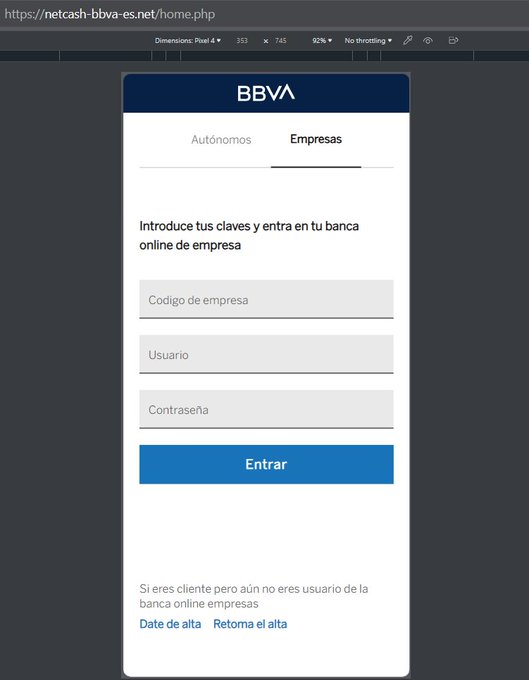 https://netcash-bbva-es.net/home.php
Dimensions: Pixel 4 ▾ 353 x 745 92% ▾ No throttling ▾
BBVA
Autónomos Empresas
Introduce tus claves y entra en tu banca
online de empresa
Codigo de empresa
Usuario
Contraseña
Entrar
Si eres cliente pero aún no eres usuario de la
banca online empresas
Date de alta Retoma el alta